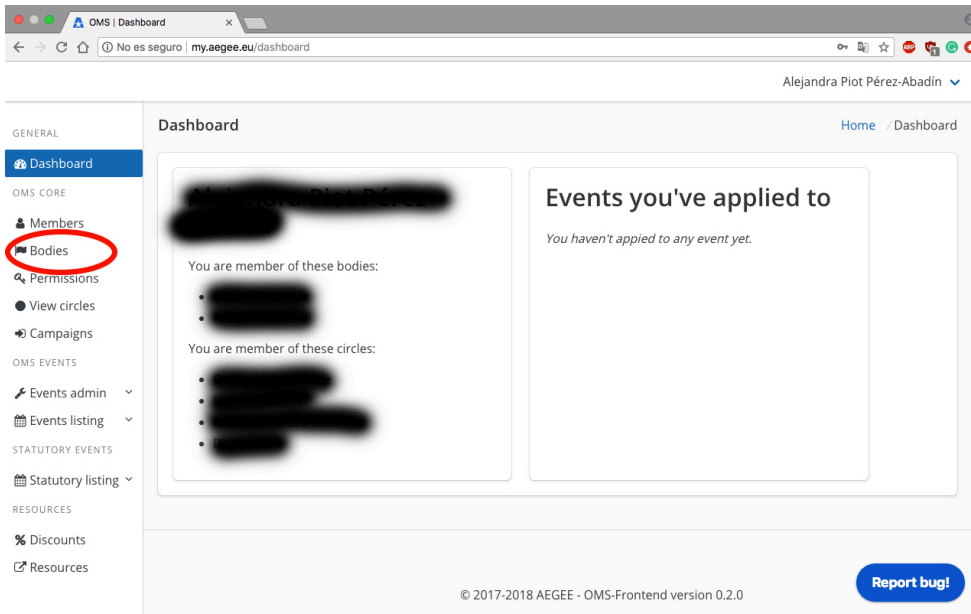 OMS | Dashboard
No es seguro | my.aegee.eu/dashboard
ABP
1
Alejandra Piot Pérez-Abadín
GENERAL
Dashboard
OMS CORE
Members
Bodies
Permissions
View circles
Campaigns
OMS EVENTS
Events admin
Events listing
STATUTORY EVENTS
Statutory listing
RESOURCES
Discounts
Resources
Dashboard
Home / Dashboard
You are member of these bodies:
You are member of these circles:
Events you've applied to
You haven't appied to any event yet.
© 2017-2018 AEGEE - OMS-Frontend version 0.2.0
Report bug!